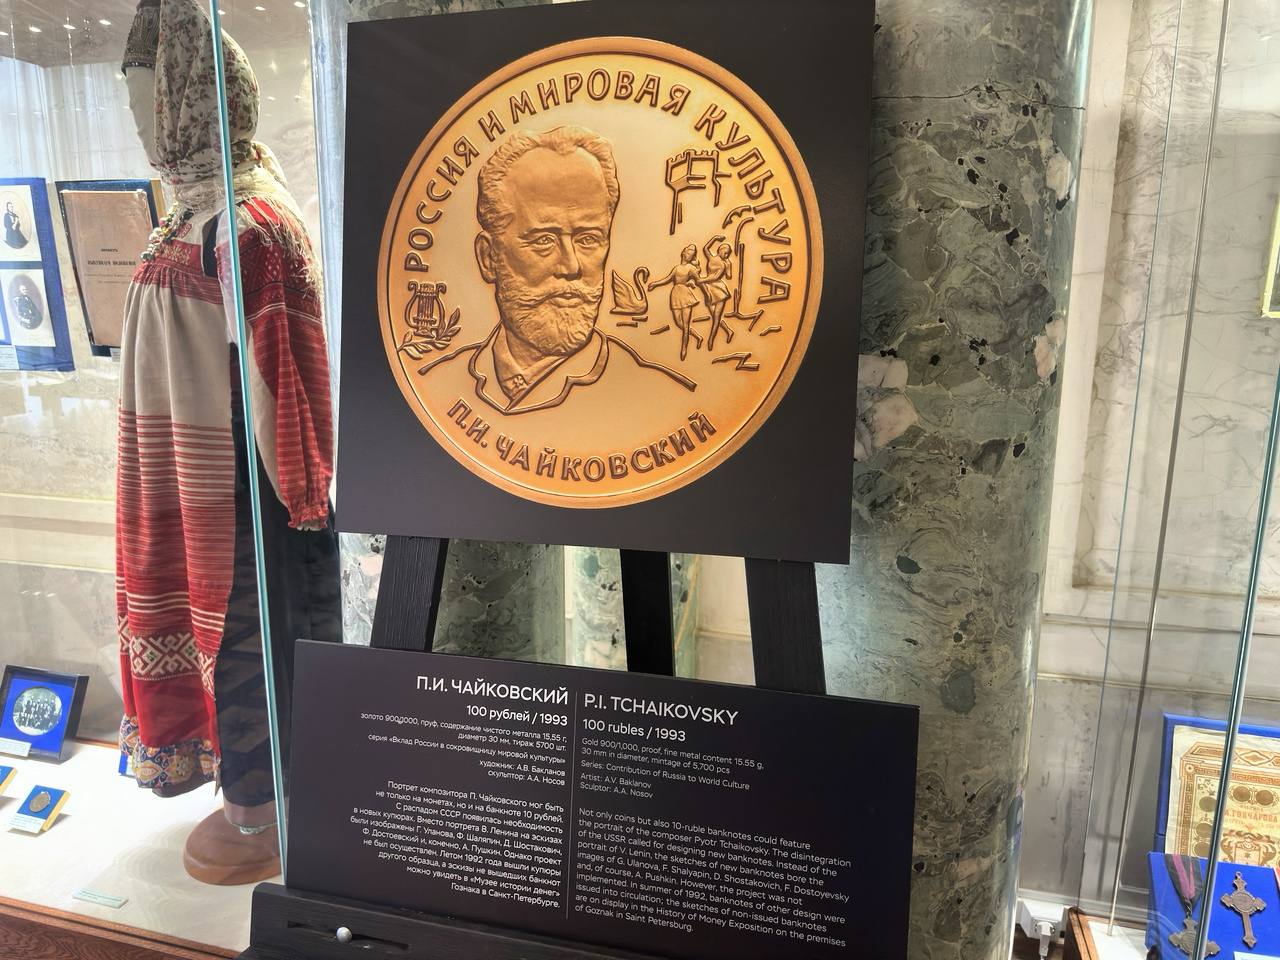 РОССИЯ И МИРОВАЯ КУЛЬТУРА
П.И. ЧАЙКОВСКИЙ
П.И. ЧАЙКОВСКИЙ
100 рублей / 1993
золото 900/1000, пруф, содержание чистого металла 15,55 г,
диаметр 30 мм, тираж 5700 шт.
серия «Вклад России в сокровищницу мировой культуры»
художник: А.В. Бакланов
скульптор: А.А. Носов
Портрет композитора П. Чайковского мог быть
не только на монетах, но и на банкноте 10 рублей.
С распадом СССР появилась необходимость
в новых купюрах. Вместо портрета В. Ленина на эскизах
были изображены Г. Уланова, Ф. Шаляпин, Д. Шостакович,
Ф. Достоевский и, конечно, А. Пушкин. Однако проект
не был осуществлен. Летом 1992 года вышли купюры
другого образца, а эскизы не вышедших банкнот
можно увидеть в «Музее истории денег»
Гознака в Санкт-Петербурге.
P.I. TCHAIKOVSKY
100 rubles / 1993
Gold 900/1,000, proof, fine metal content 15.55 g,
30 mm in diameter, mintage of 5,700 pcs
Series: Contribution of Russia to World Culture
Artist: A.V. Baklanov
Sculptor: A.A. Nosov
Not only coins but also 10-ruble banknotes could feature
the portrait of the composer Pyotr Tchaikovsky. The disintegration
of the USSR called for designing new banknotes. Instead of the
portrait of V. Lenin, the sketches of new banknotes bore the
images of G. Ulanova, F. Shalyapin, D. Shostakovich, F. Dostoyevsky
and, of course, A. Pushkin. However, the project was not
implemented. In summer of 1992, banknotes of other design were
issued into circulation; the sketches of non-issued banknotes
are on display in the History of Money Exposition on the premises
of Goznak in Saint Petersburg.